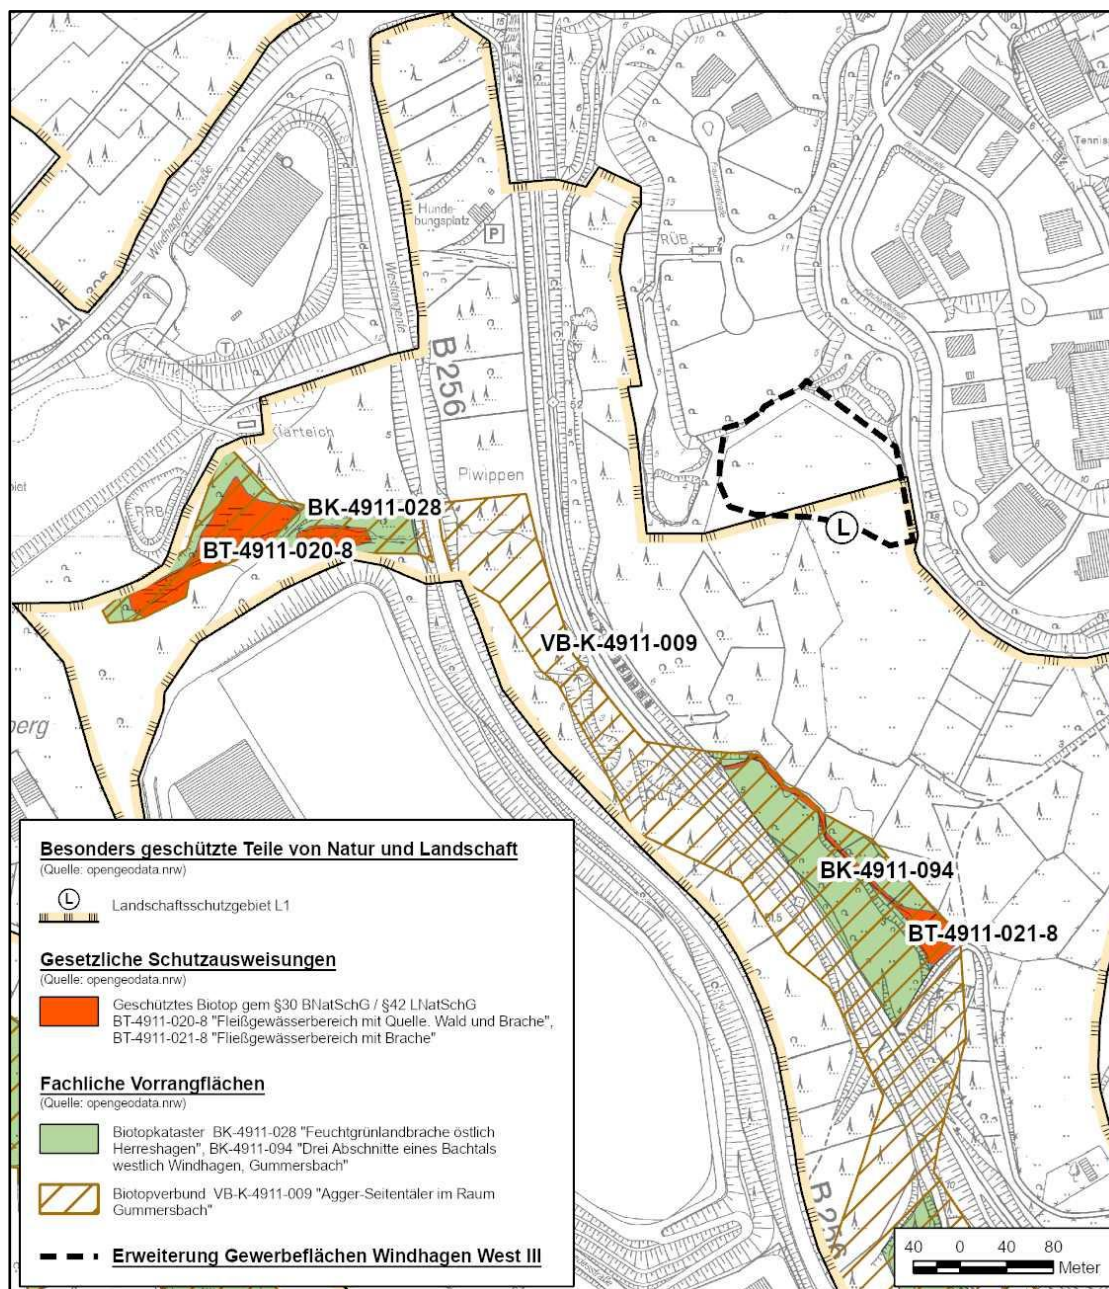 Windhagener Straße
Hunde-
bungsplatz
P
Westtangente
B256
RÜB
Tennis
T
52
Klärteich
Piwippen
RRB
BK-4911-028
BT-4911-020-8
L
VB-K-4911-009
berg
BK-4911-094
BT-4911-021-8
B 256
Besonders geschützte Teile von Natur und Landschaft
(Quelle: opengeodata.nrw)
L
Landschaftsschutzgebiet L1
Gesetzliche Schutzausweisungen
(Quelle: opengeodata.nrw)
Geschütztes Biotop gem §30 BNatSchG / §42 LNatSchG
BT-4911-020-8 "Fleißgewässerbereich mit Quelle. Wald und Brache",
BT-4911-021-8 "Fließgewässerbereich mit Brache"
Fachliche Vorrangflächen
(Quelle: opengeodata.nrw)
Biotopkataster BK-4911-028 "Feuchtgrünlandbrache östlich
Herreshagen", BK-4911-094 "Drei Abschnitte eines Bachtals
westlich Windhagen, Gummersbach"
Biotopverbund VB-K-4911-009 "Agger-Seitentäler im Raum
Gummersbach"
Erweiterung Gewerbeflächen Windhagen West III
40 0 40 80
Meter